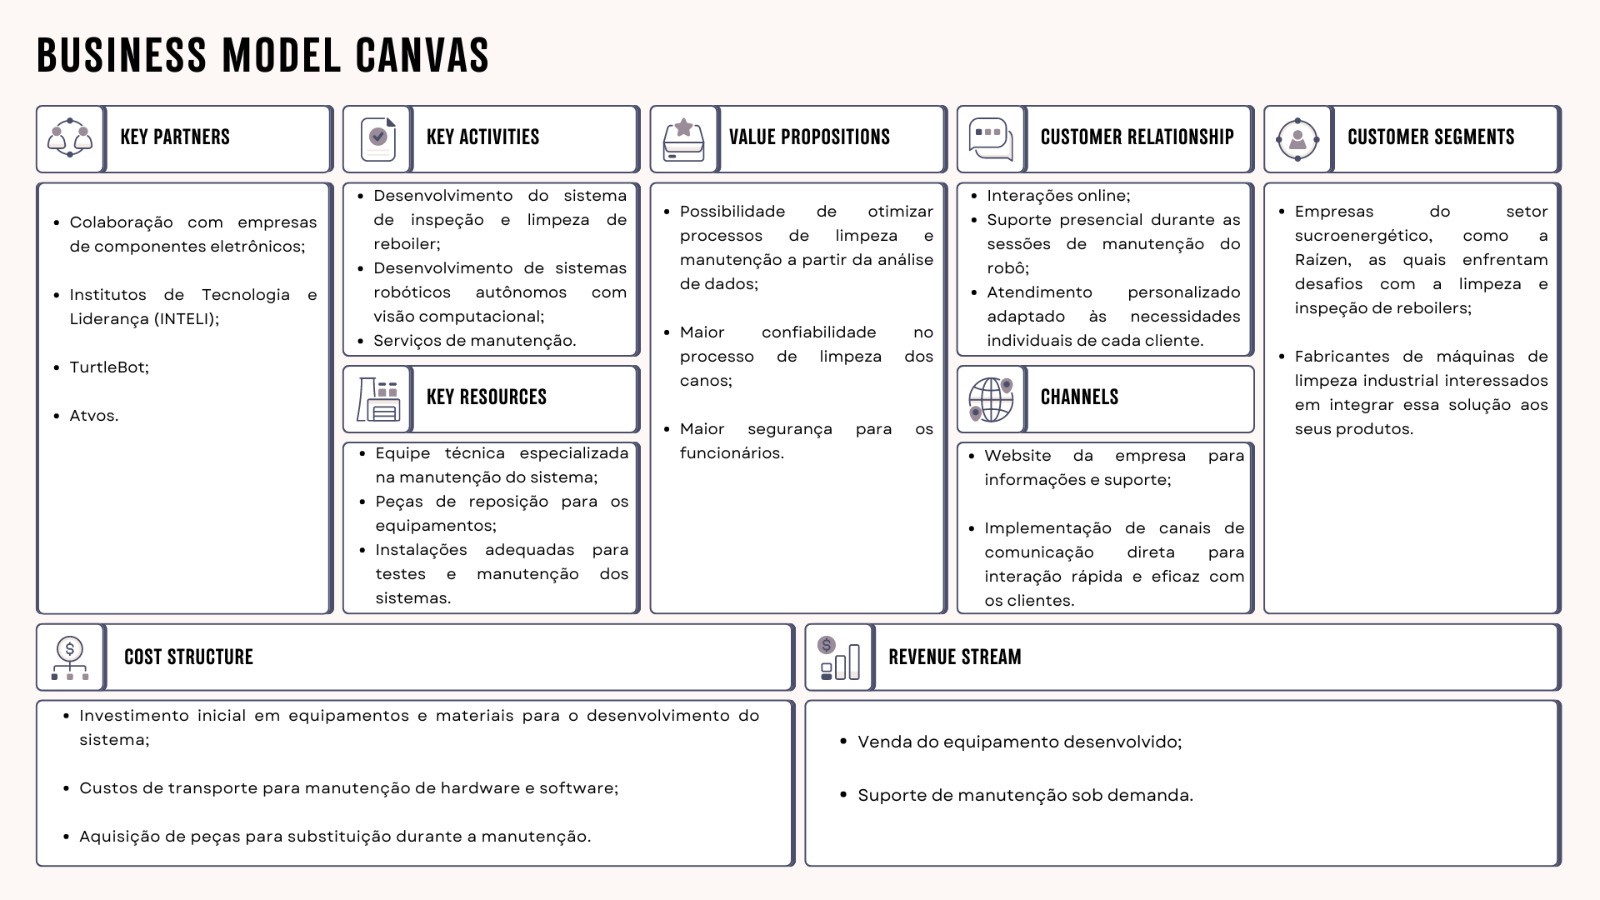 BUSINESS MODEL CANVAS
KEY PARTNERS
Colaboração com empresas
de componentes eletrônicos;
Institutos de Tecnologia e
Liderança (INTELI);
TurtleBot;
Atvos.
KEY ACTIVITIES
Desenvolvimento do sistema
de inspeção e limpeza de
reboiler;
Desenvolvimento de sistemas
robóticos autônomos com
visão computacional;
Serviços de manutenção.
KEY RESOURCES
Equipe técnica especializada
na manutenção do sistema;
Peças de reposição para os
equipamentos;
Instalações adequadas para
testes e manutenção dos
sistemas.
VALUE PROPOSITIONS
Possibilidade de otimizar
processos de limpeza e
manutenção a partir da análise
de dados;
Maior confiabilidade no
processo de limpeza dos
canos;
Maior segurança para os
funcionários.
CUSTOMER RELATIONSHIP
Interações online;
Suporte presencial durante as
sessões de manutenção do
robô;
Atendimento personalizado
adaptado às necessidades
individuais de cada cliente.
CHANNELS
Website da empresa para
informações e suporte;
Implementação de canais de
comunicação direta para
interação rápida e eficaz com
os clientes.
CUSTOMER SEGMENTS
Empresas do setor
sucroenergético, como a
Raízen, as quais enfrentam
desafios com a limpeza e
inspeção de reboilers;
Fabricantes de máquinas de
limpeza industrial interessados
em integrar essa solução aos
seus produtos.
COST STRUCTURE
Investimento inicial em equipamentos e materiais para o desenvolvimento do
sistema;
Custos de transporte para manutenção de hardware e software;
Aquisição de peças para substituição durante a manutenção.
REVENUE STREAM
Venda do equipamento desenvolvido;
Suporte de manutenção sob demanda.